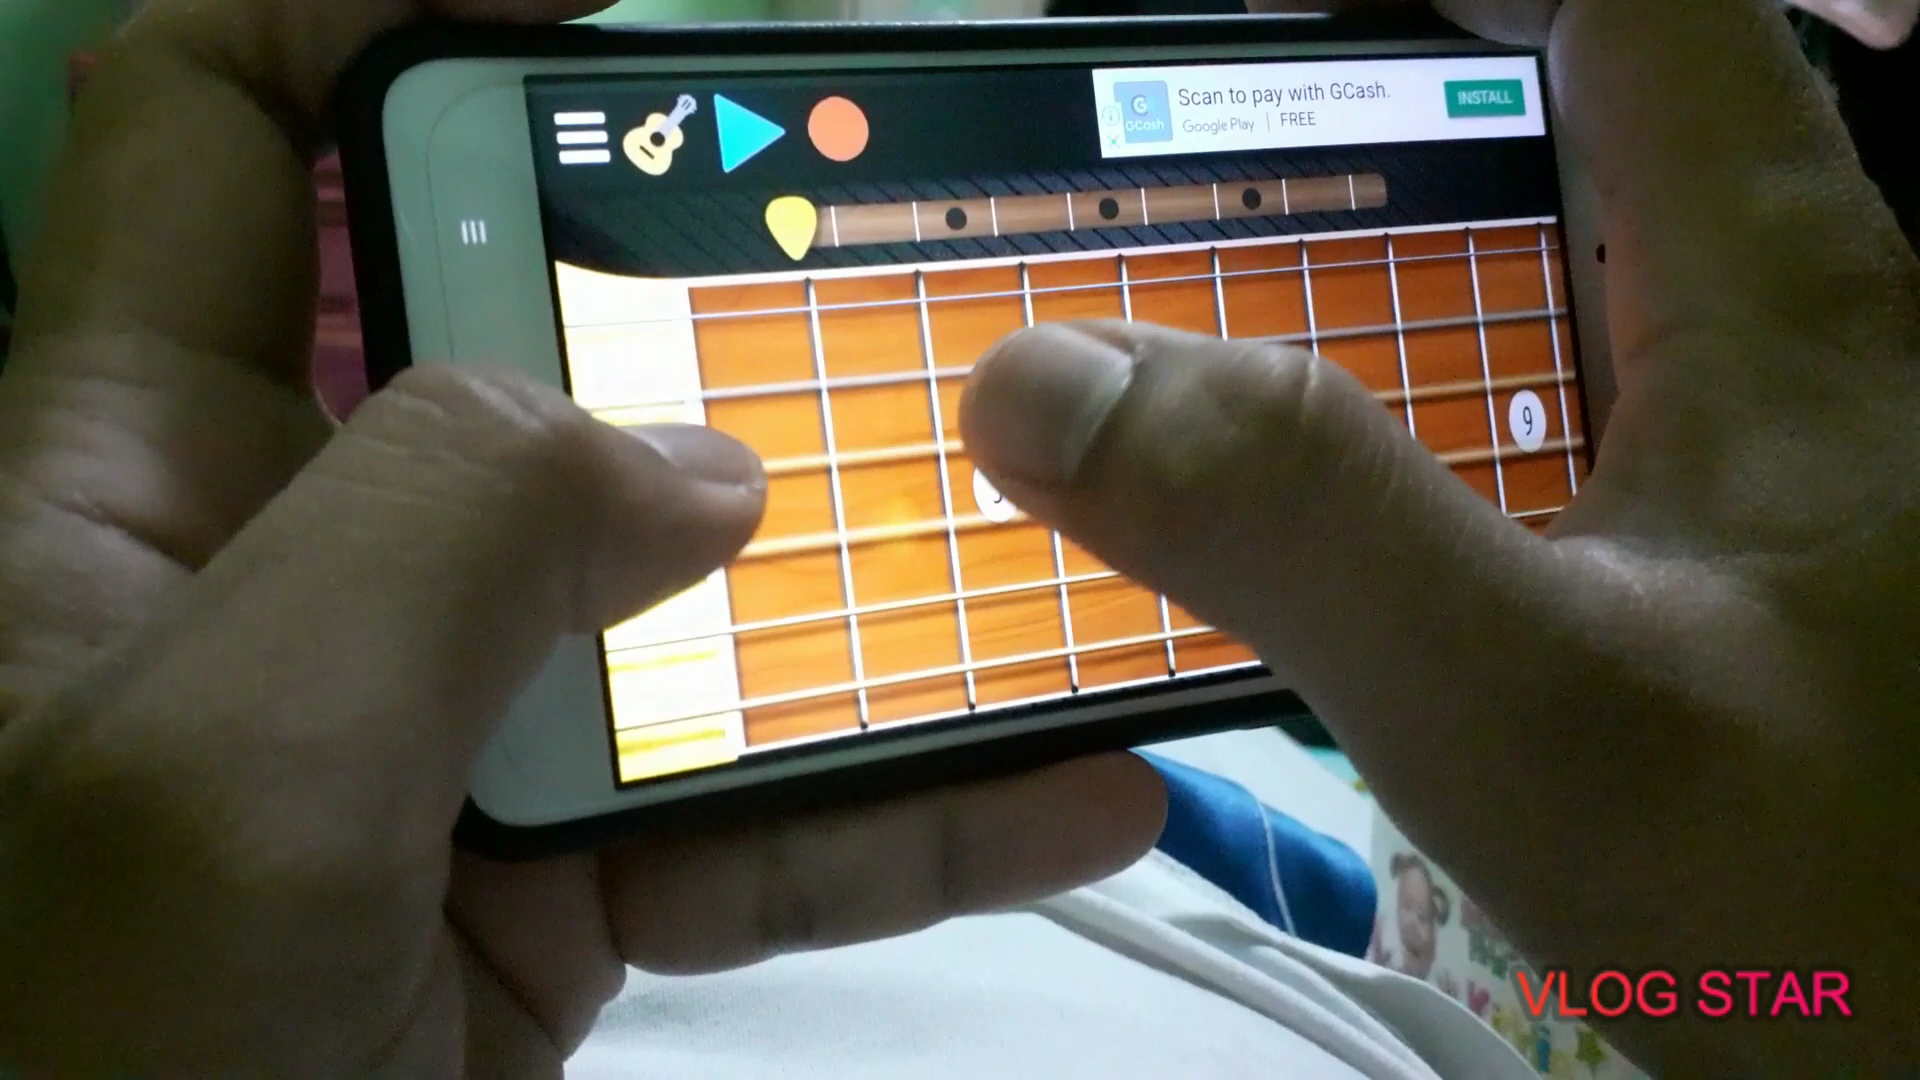 Scan to pay with GCash.
G
GCash
Google Play | FREE
INSTALL
9
VLOG STAR